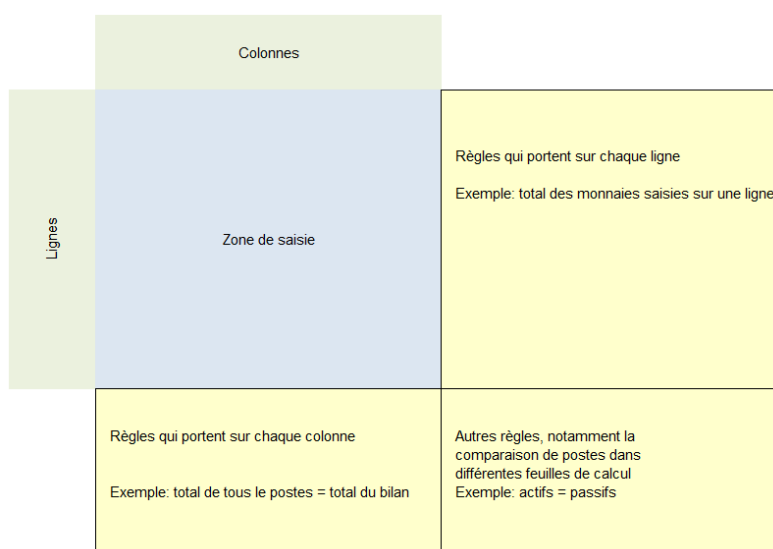 Colonnes
Lignes
Zone de saisie
Règles qui portent sur chaque ligne
Exemple: total des monnaies saisies sur une ligne
Règles qui portent sur chaque colonne
Exemple: total de tous le postes = total du bilan
Autres règles, notamment la
comparaison de postes dans
différentes feuilles de calcul
Exemple: actifs = passifs